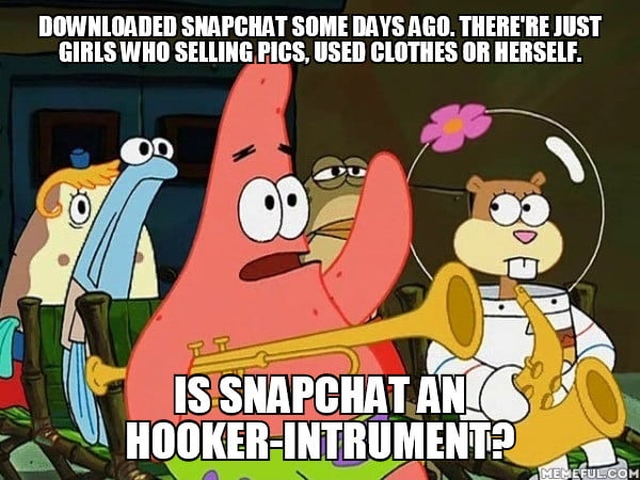 DOWNLOADED SNAPCHAT SOME DAYS AGO. THERE'RE JUST
GIRLS WHO SELLING PICS, USED CLOTHES OR HERSELF.
IS SNAPCHAT AN
HOOKER-INTRUMENT?
MEMEFUL.COM